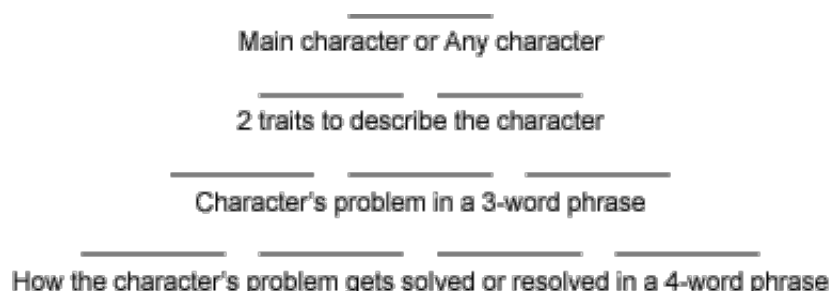 Main character or Any character
2 traits to describe the character
Character's problem in a 3-word phrase
How the character's problem gets solved or resolved in a 4-word phrase